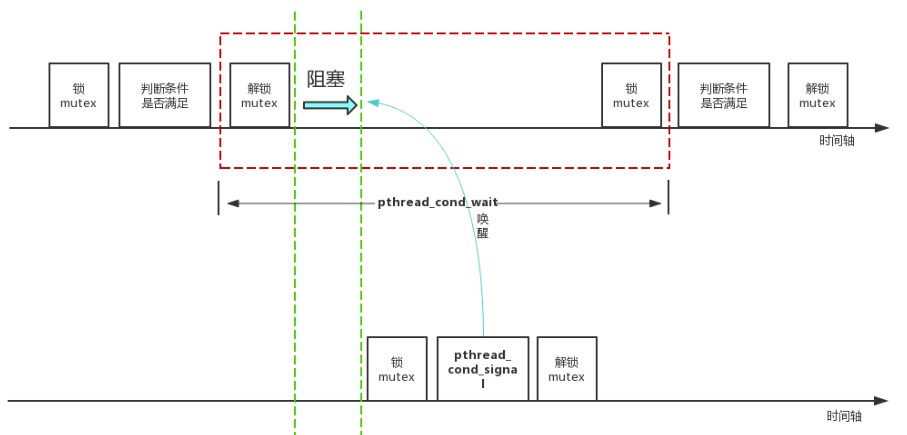 锁
mutex
判断条件
是否满足
解锁
mutex
阻塞
锁
mutex
判断条件
是否满足
解锁
mutex
时间轴
pthread_cond_wait
唤
醒
锁
mutex
pthread_
cond_signa
l
解锁
mutex
时间轴